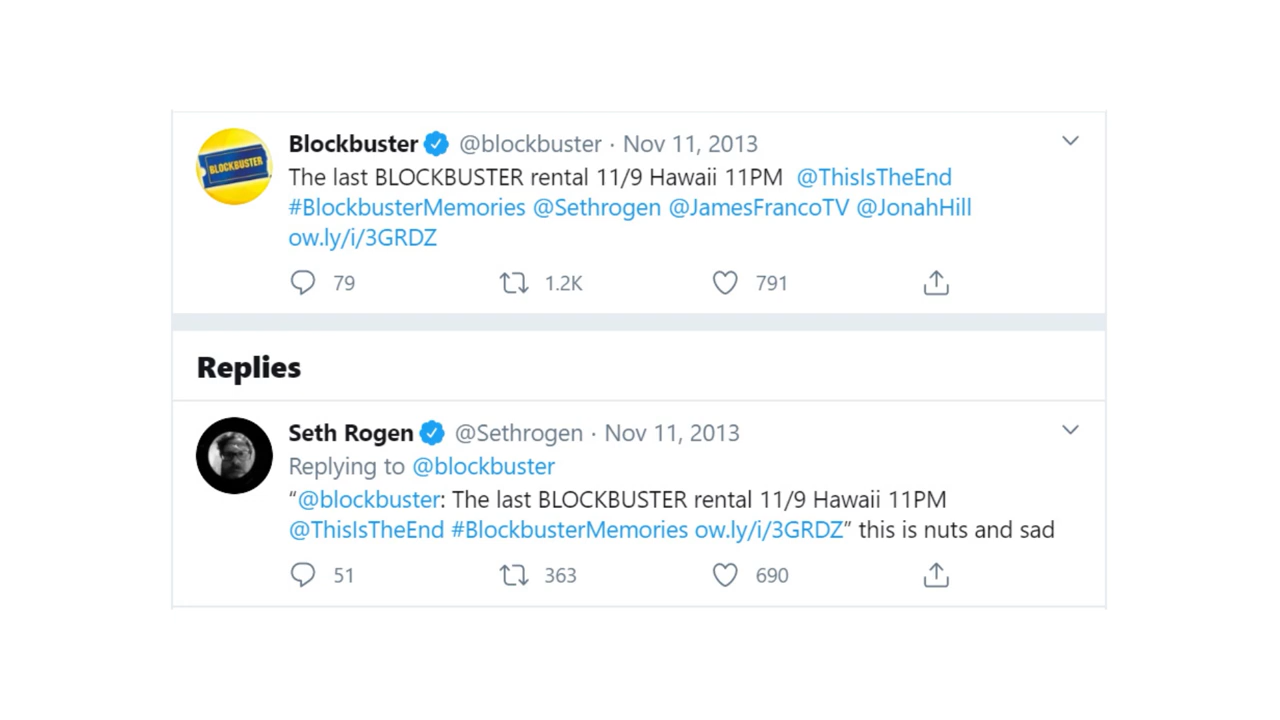 BLOCKBUSTER
Blockbuster @blockbuster · Nov 11, 2013
The last BLOCKBUSTER rental 11/9 Hawaii 11PM @ThisIsTheEnd
#BlockbusterMemories @Sethrogen @JamesFrancoTV @JonahHill
ow.ly/i/3GRDZ
79 1.2K 791
Replies
Seth Rogen @Sethrogen · Nov 11, 2013
Replying to @blockbuster
“@blockbuster: The last BLOCKBUSTER rental 11/9 Hawaii 11PM
@ThisIsTheEnd #BlockbusterMemories ow.ly/i/3GRDZ” this is nuts and sad
51 363 690